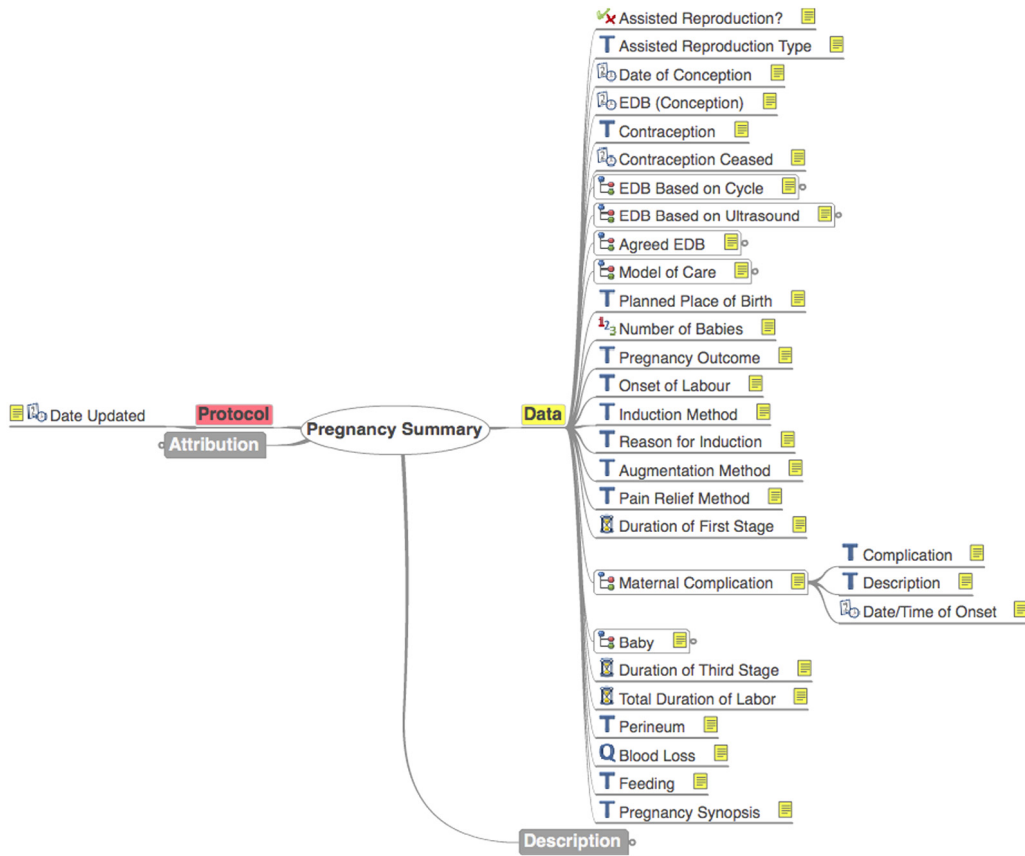 Assisted Reproduction?
Assisted Reproduction Type
Date of Conception
EDB (Conception)
Contraception
Contraception Ceased
EDB Based on Cycle
EDB Based on Ultrasound
Agreed EDB
Model of Care
Planned Place of Birth
Number of Babies
Pregnancy Outcome
Onset of Labour
Induction Method
Reason for Induction
Augmentation Method
Pain Relief Method
Duration of First Stage
Maternal Complication
Complication
Description
Date/Time of Onset
Baby
Duration of Third Stage
Total Duration of Labor
Perineum
Blood Loss
Feeding
Pregnancy Synopsis
Data
Pregnancy Summary
Protocol
Date Updated
Attribution
Description